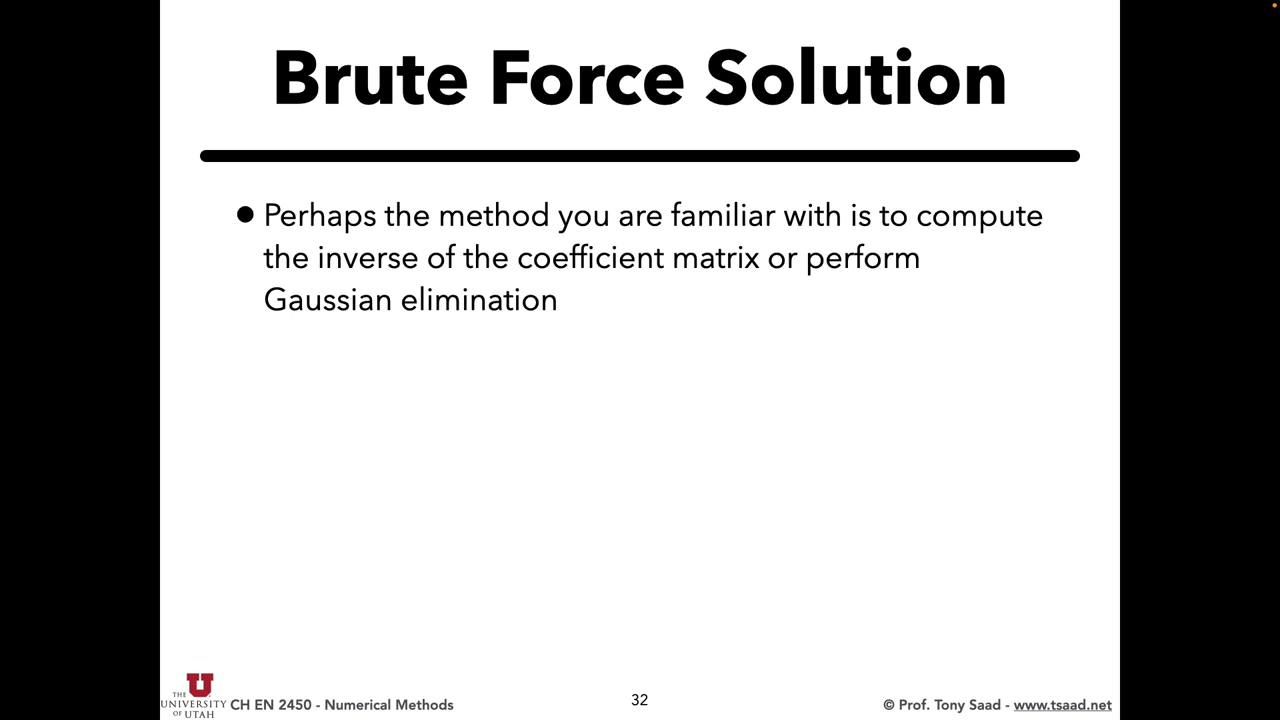 Brute Force Solution
● Perhaps the method you are familiar with is to compute
the inverse of the coefficient matrix or perform
Gaussian elimination
THE
UNIVERSITY
OF UTAH
CH EN 2450 - Numerical Methods
32
© Prof. Tony Saad - www.tsaad.net